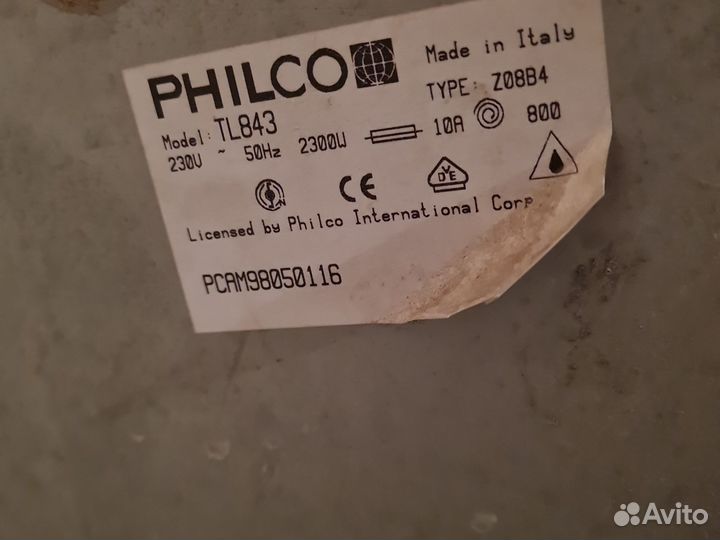 PHILCO
Made in Italy
Model: TL843
TYPE: Z08B4
230V ~ 50Hz 2300W 10A 800
CE
VDE
Licensed by Philco International Corp
PCAM98050116
Avito